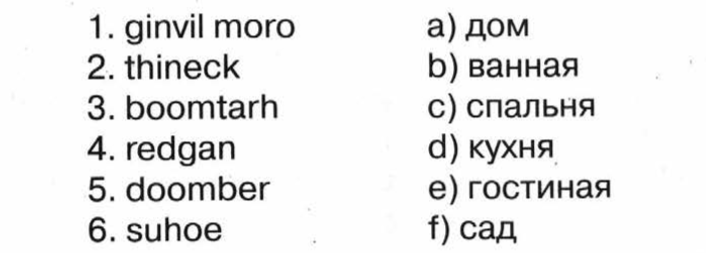 1. ginvil moro a) дом
2. thineck b) ванная
3. boomtarh c) спальня
4. redgan d) кухня
5. doomber e) гостиная
6. suhoe f) сад